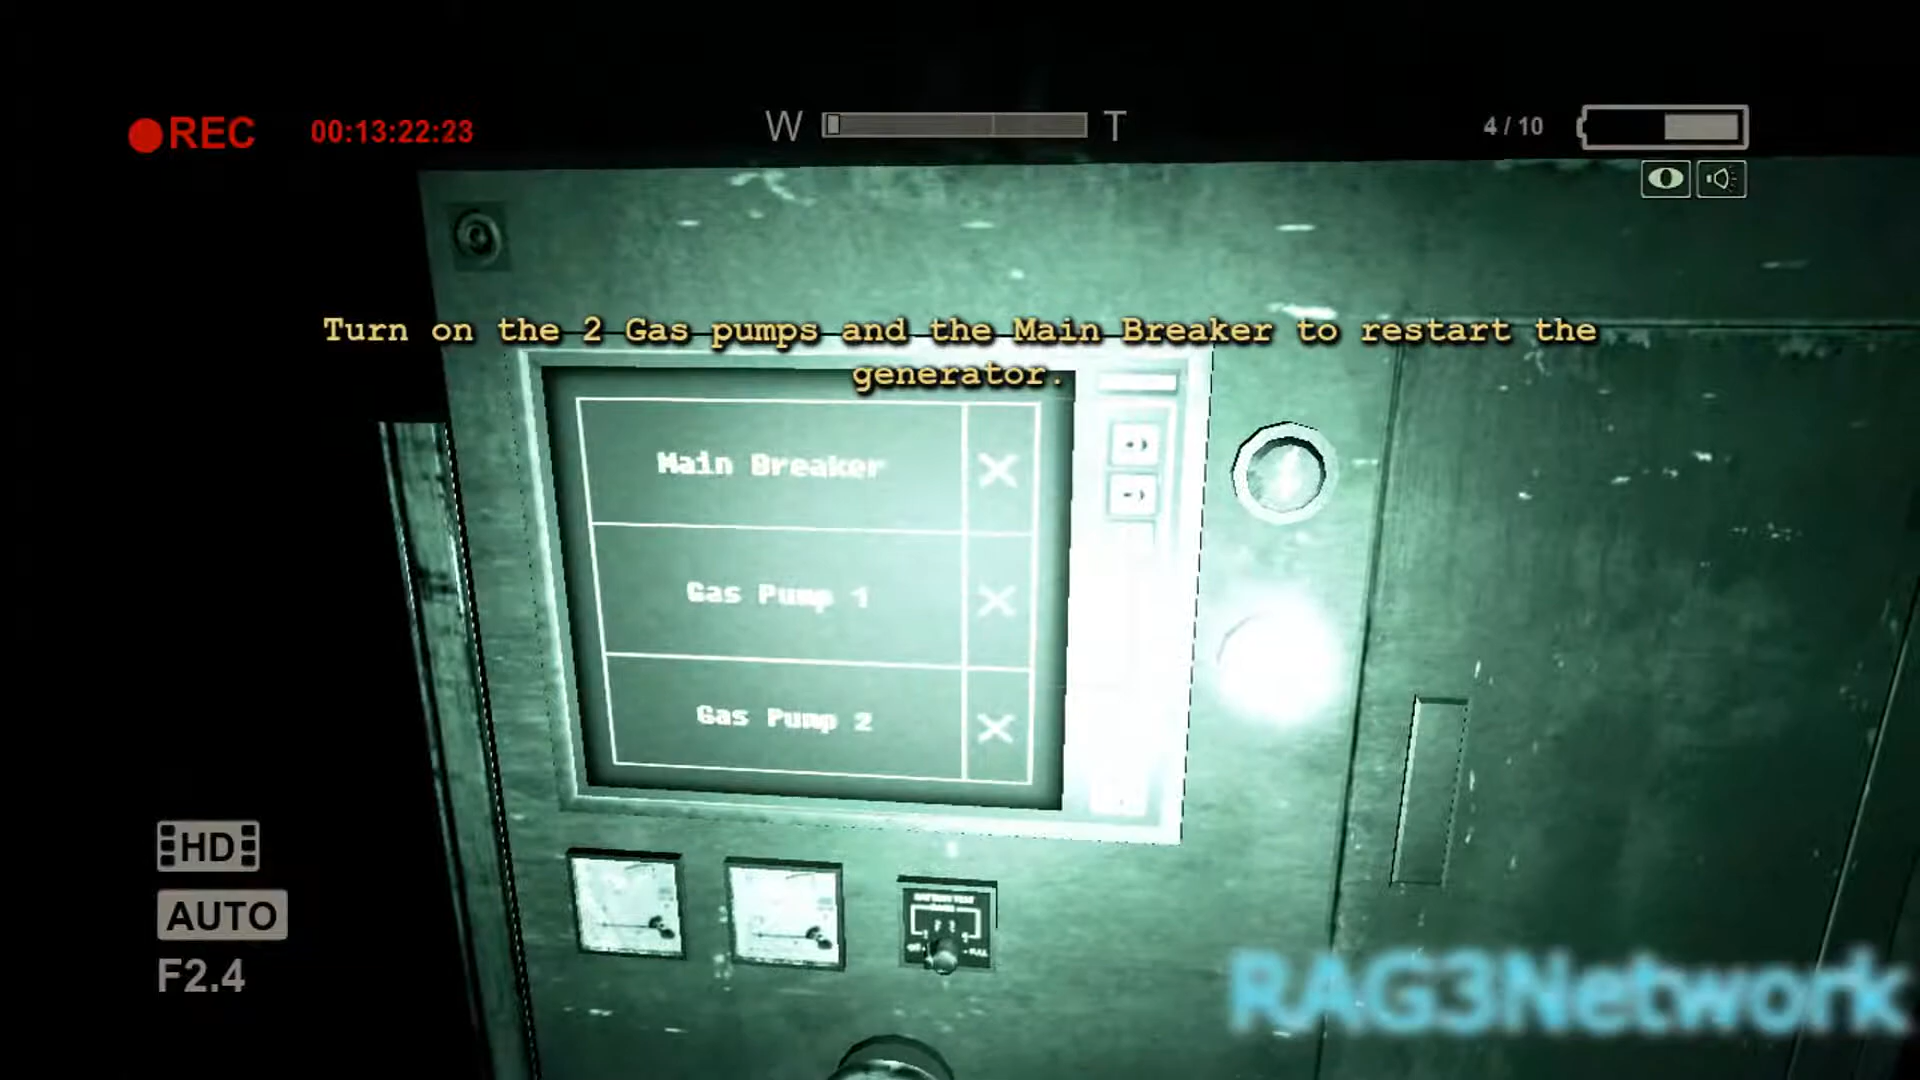 REC 00:13:22:23 W T 4 / 10
Turn on the 2 Gas pumps and the Main Breaker to restart the
generator.
Main Breaker X
Gas Pump 1 X
Gas Pump 2 X
HD
AUTO
F2.4
RAG3Network